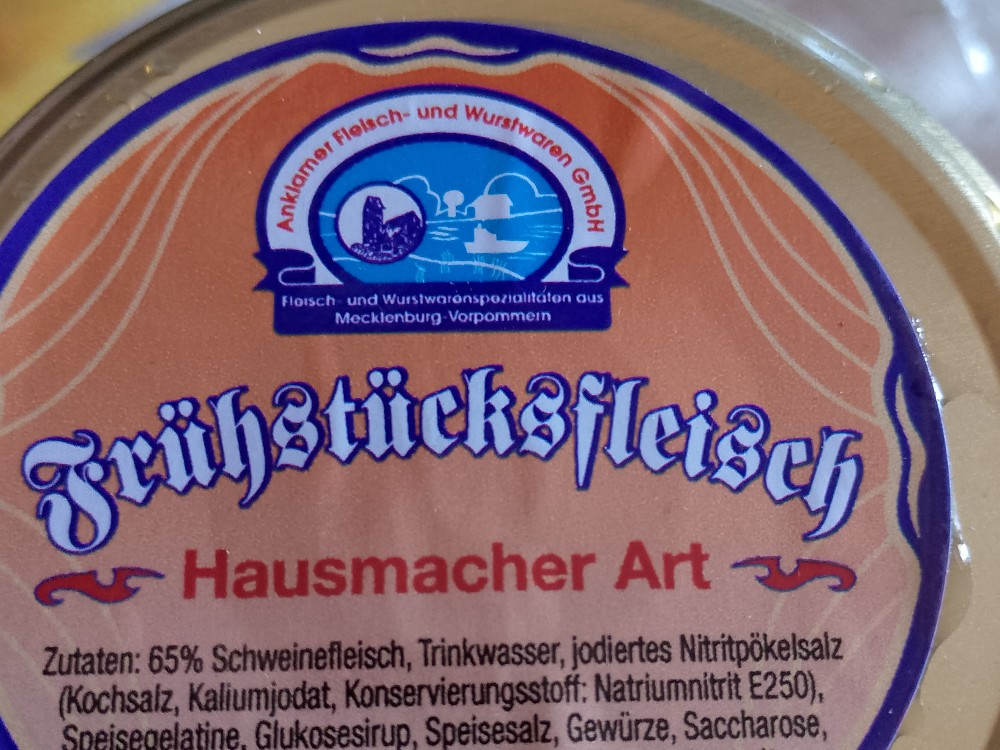 Anklamer Fleisch- und Wurstwaren GmbH
Fleisch- und Wurstwarenspezialitäten aus
Mecklenburg-Vorpommern
Frühstücksfleisch
Hausmacher Art
Zutaten: 65% Schweinefleisch, Trinkwasser, jodiertes Nitritpökelsalz
(Kochsalz, Kaliumjodat, Konservierungsstoff: Natriumnitrit E250),
Speisegelatine, Glukosesirup, Speisesalz, Gewürze, Saccharose,